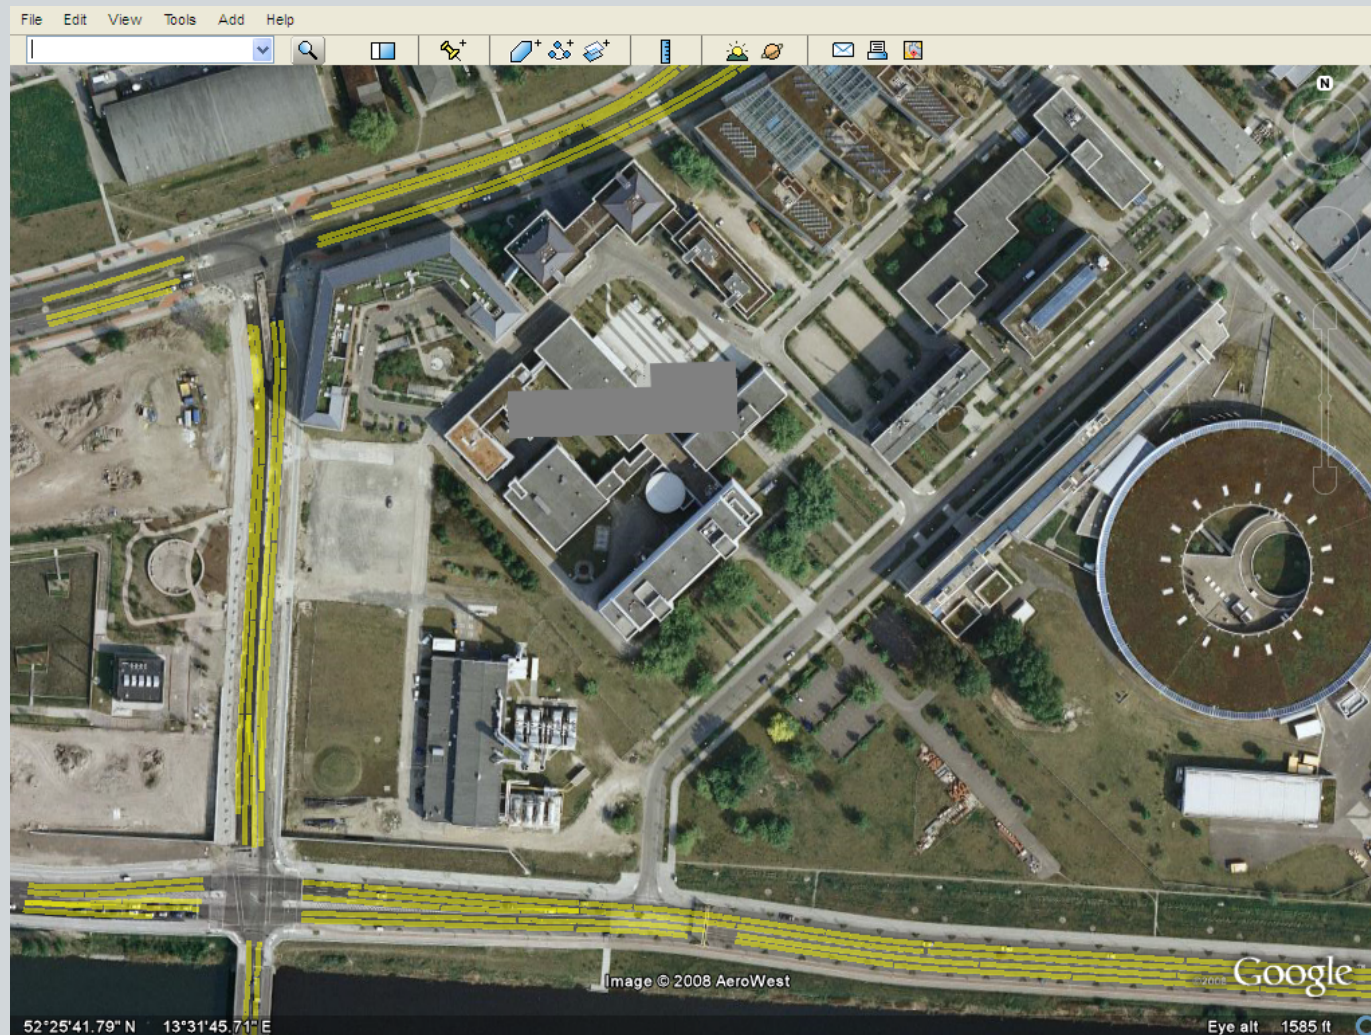 File Edit View Tools Add Help
N
Image © 2008 AeroWest
©2008 Google
52°25'41.79" N 13°31'45.71" E
Eye alt 1585 ft